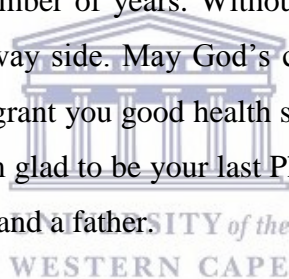 mber of years. Without
way side. May God's c
grant you good health s
n glad to be your last Ph
and a father.
UNIVERSITY of the
WESTERN CAPE